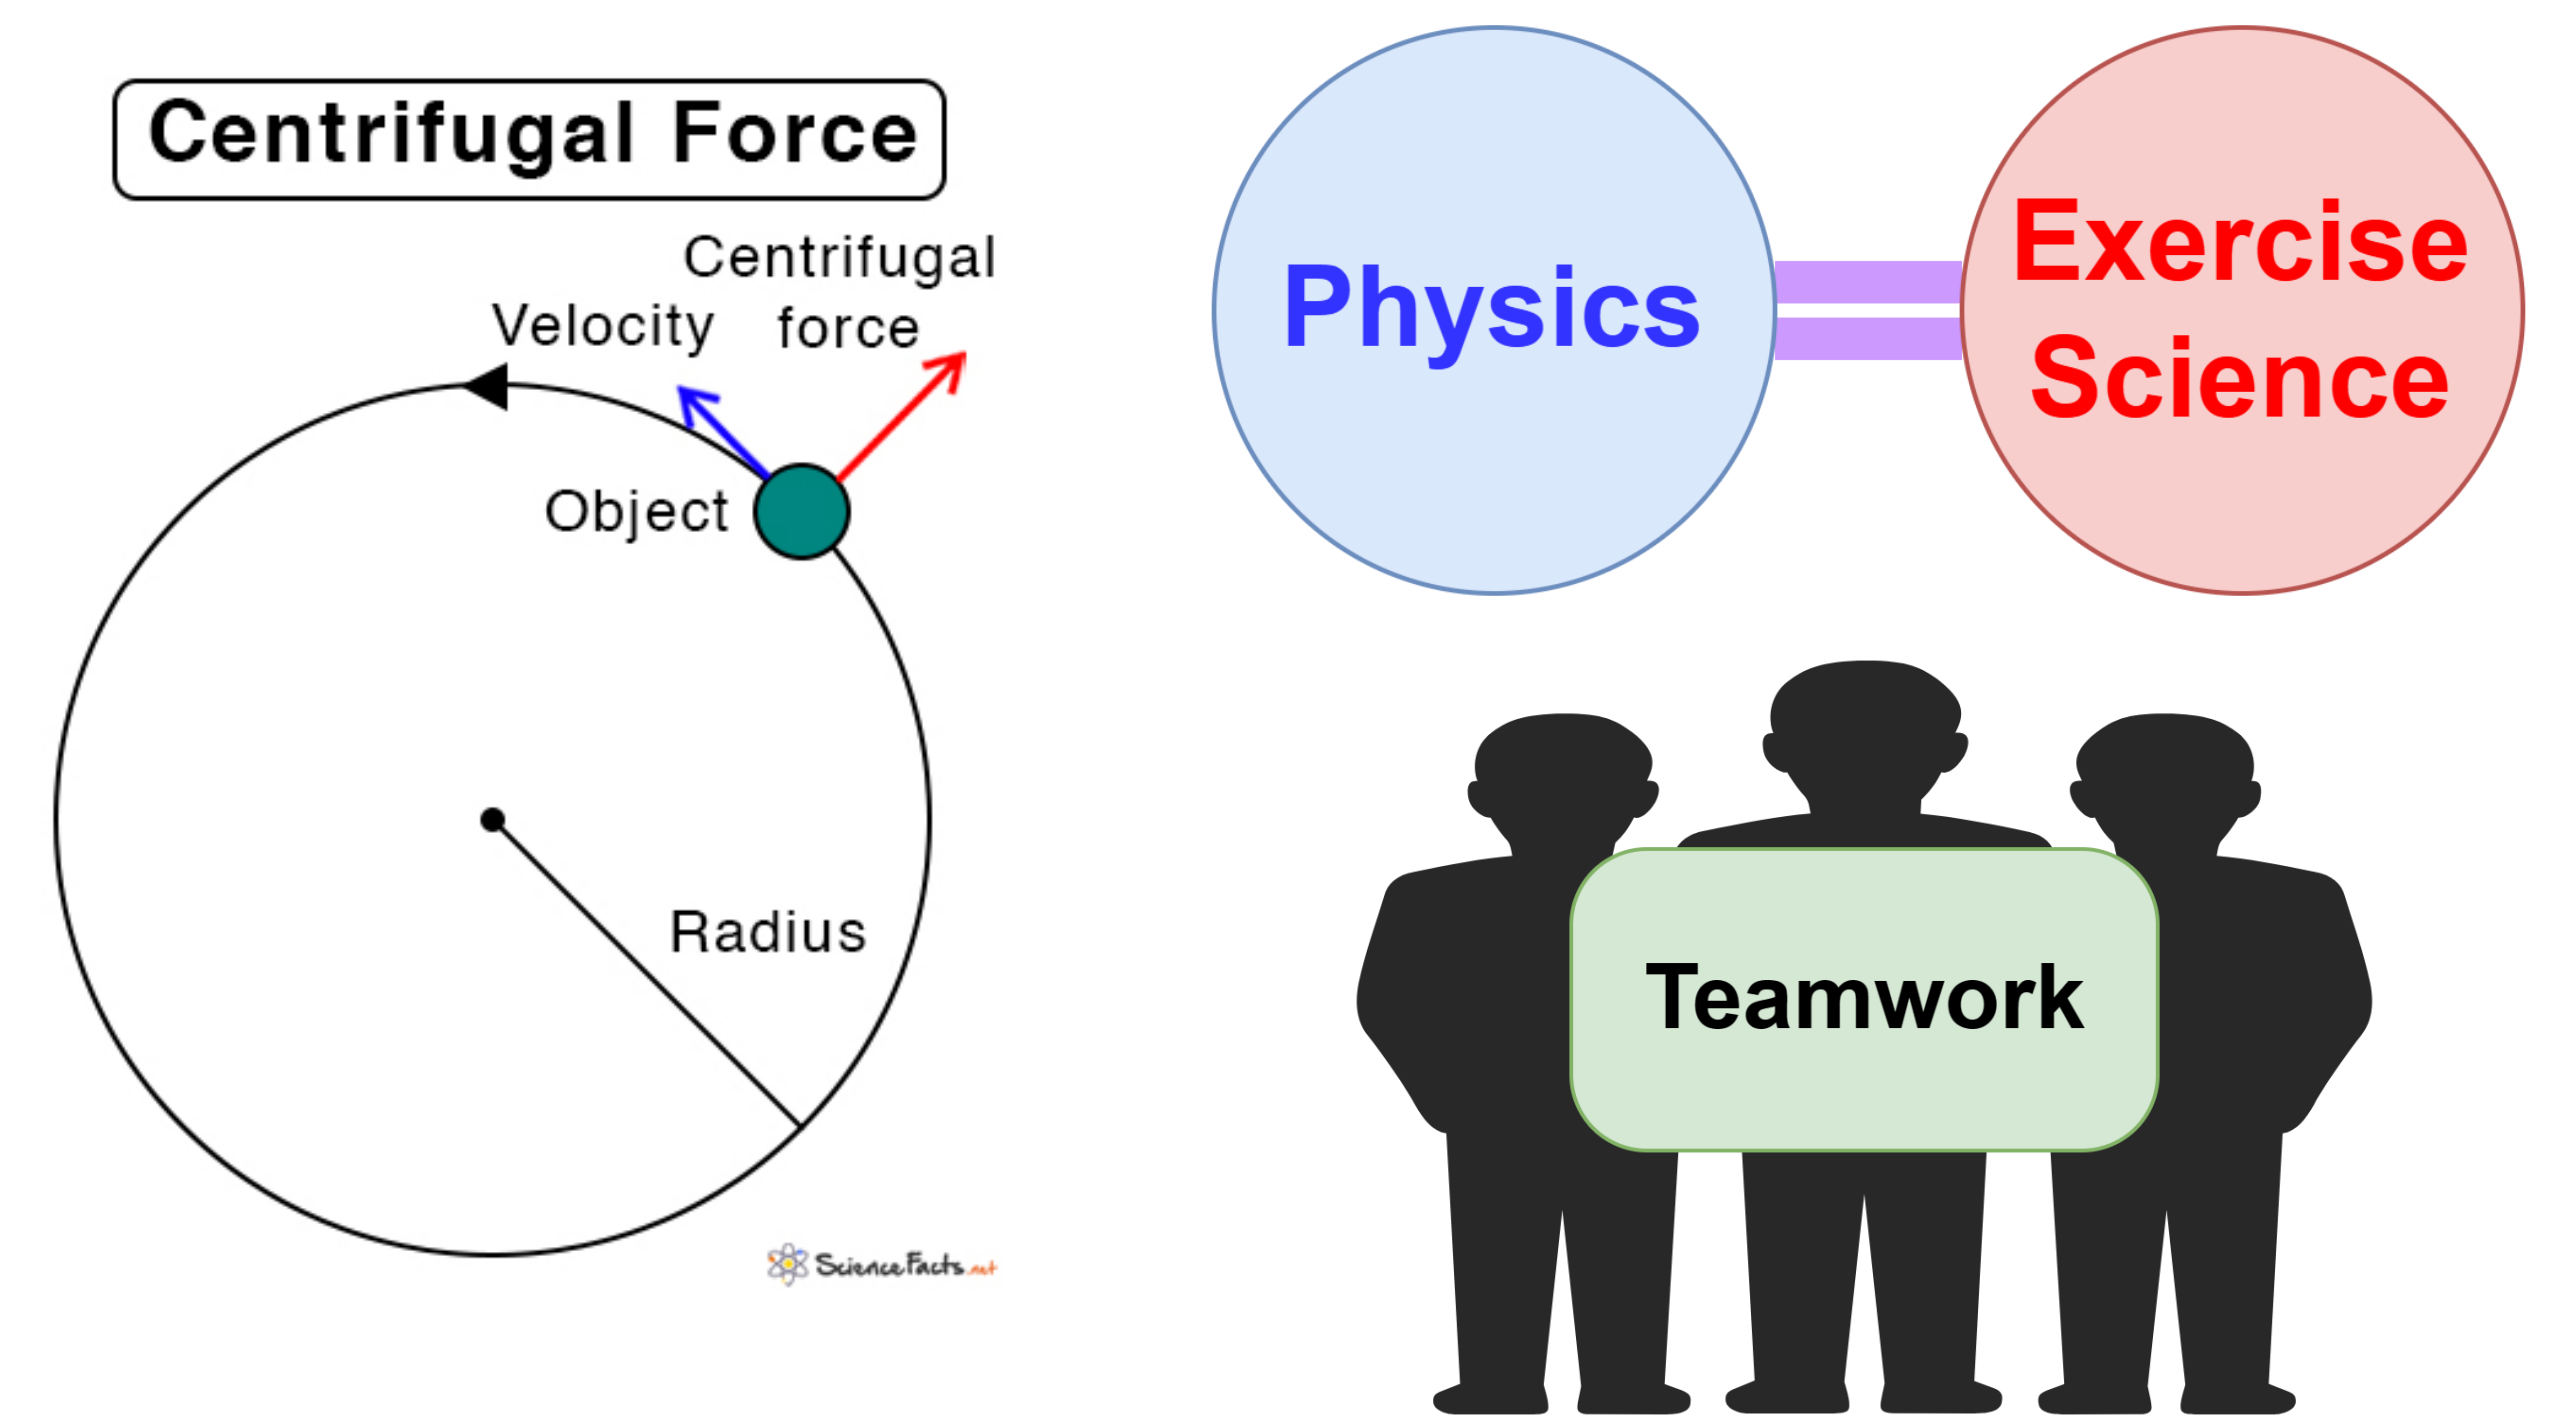 Centrifugal Force
Centrifugal
force
Velocity
Object
Radius
ScienceFacts.net
Physics
Exercise
Science
Teamwork